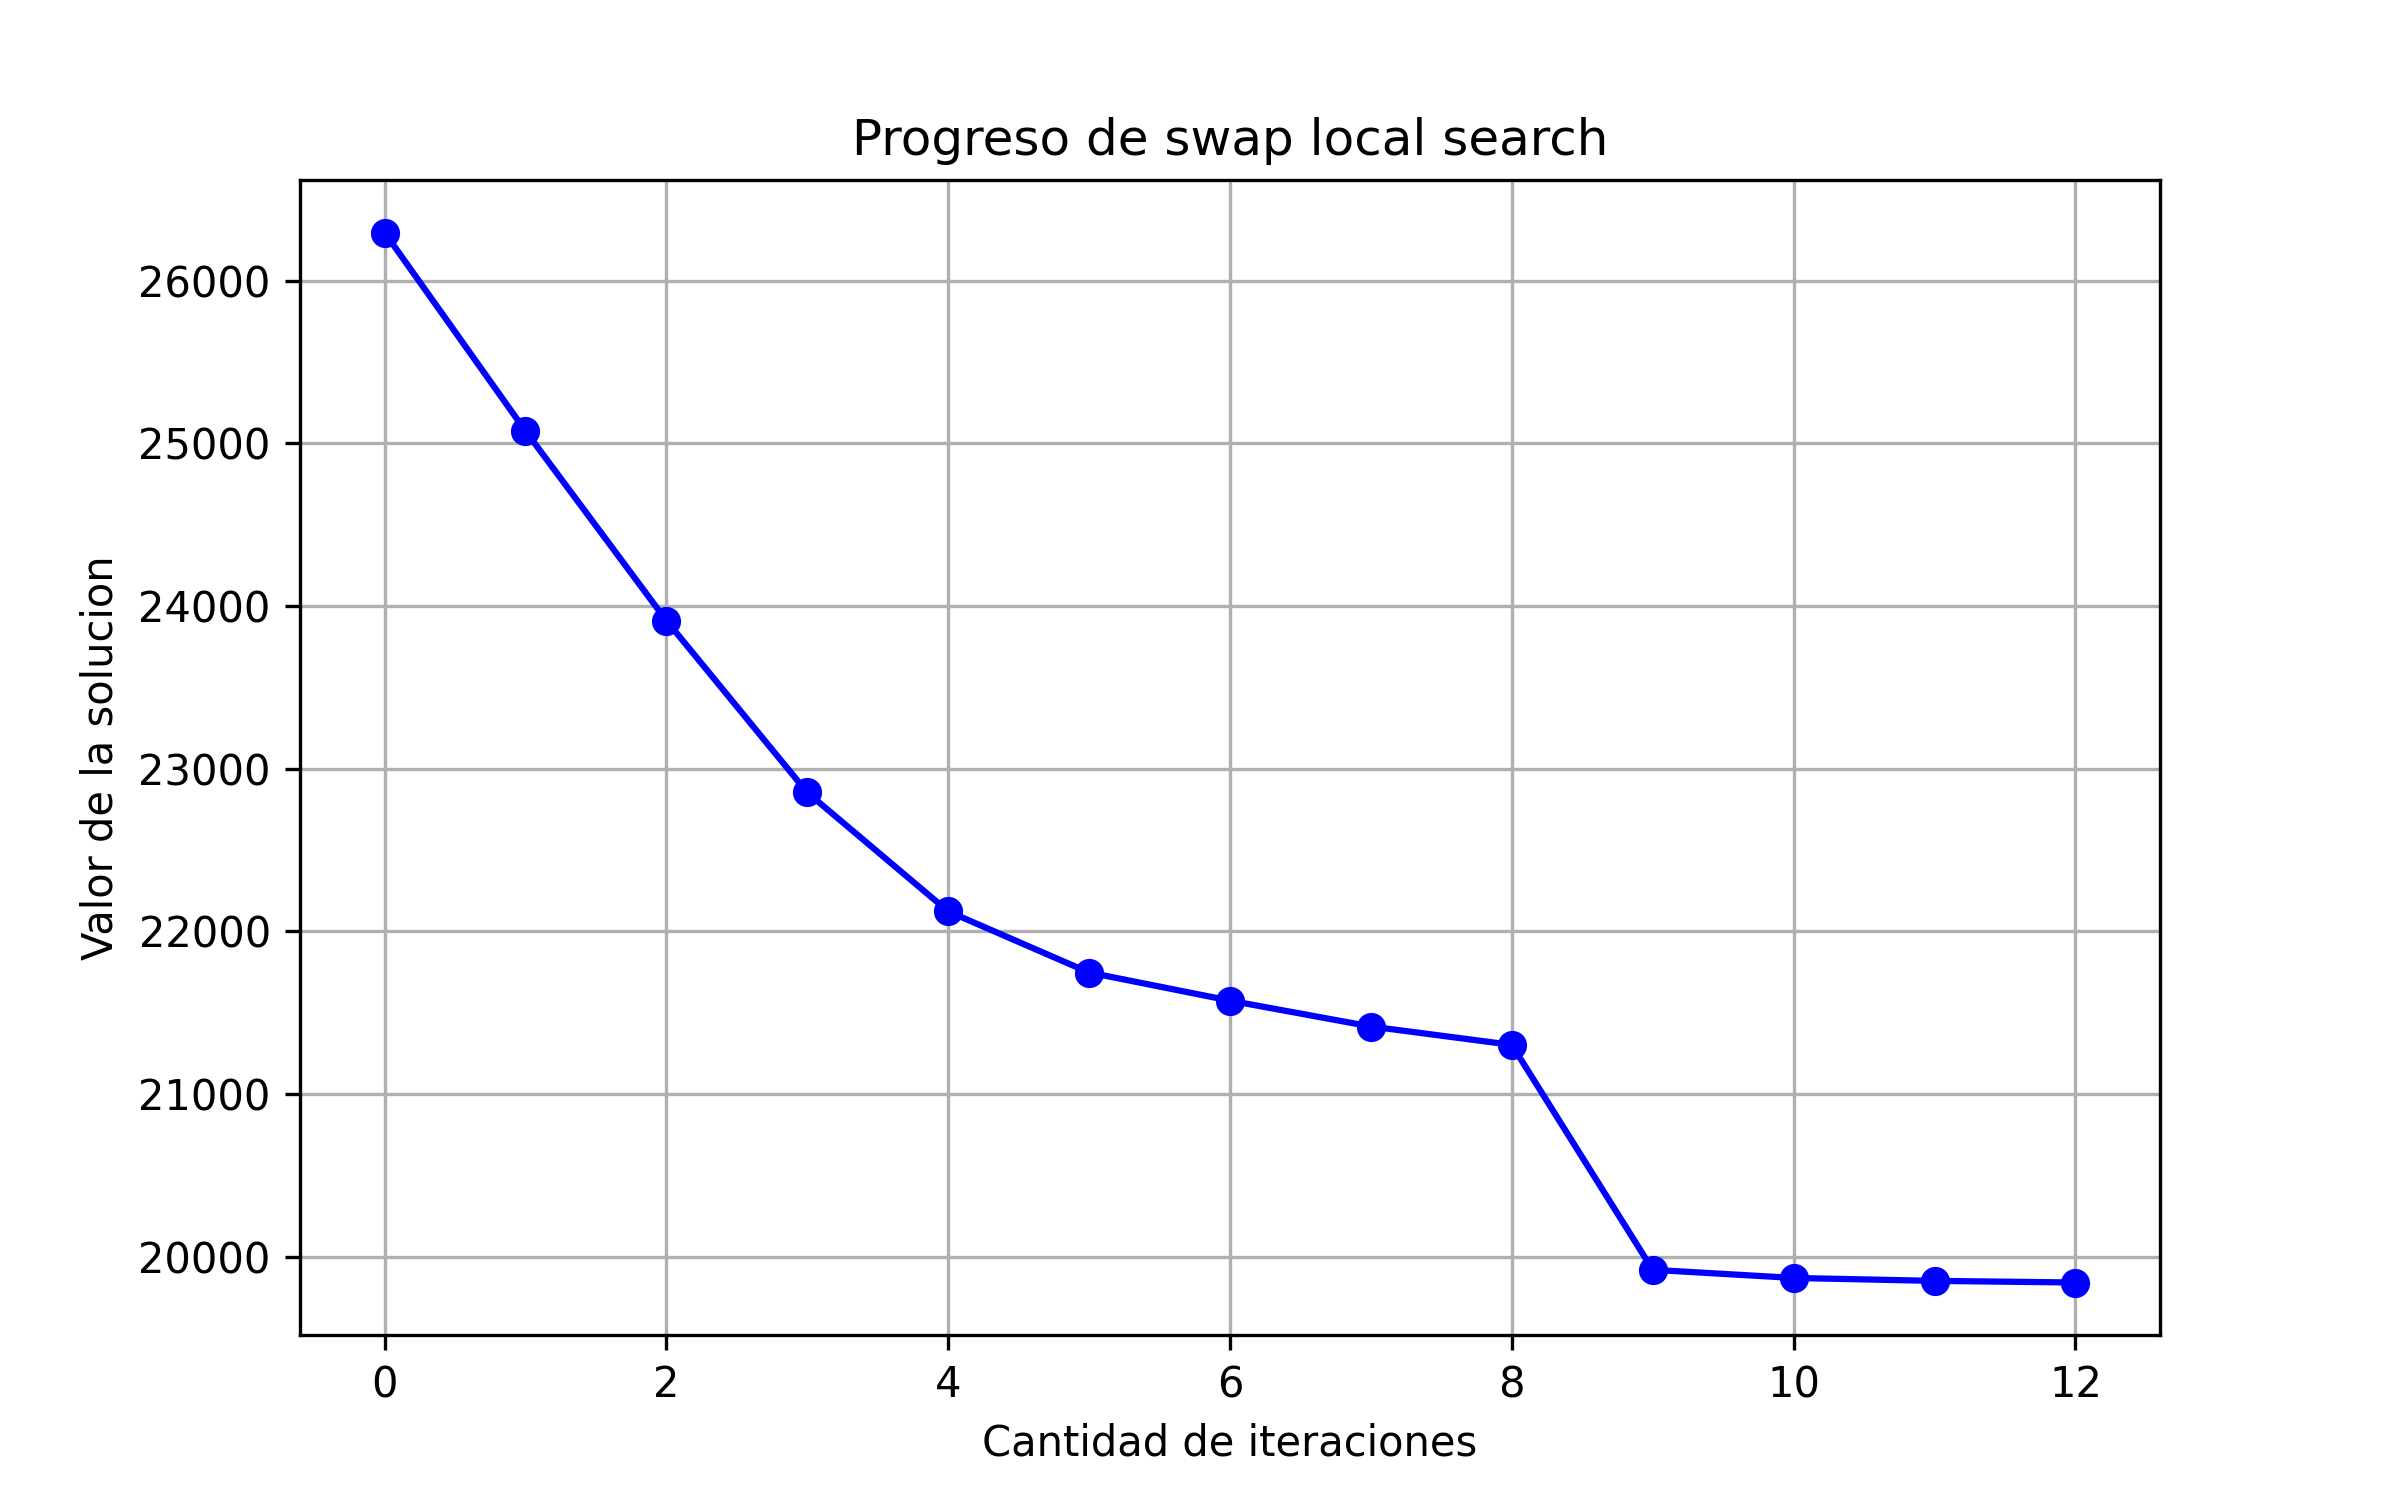 Progreso de swap local search
Valor de la solucion
26000
25000
24000
23000
22000
21000
20000
0 2 4 6 8 10 12
Cantidad de iteraciones